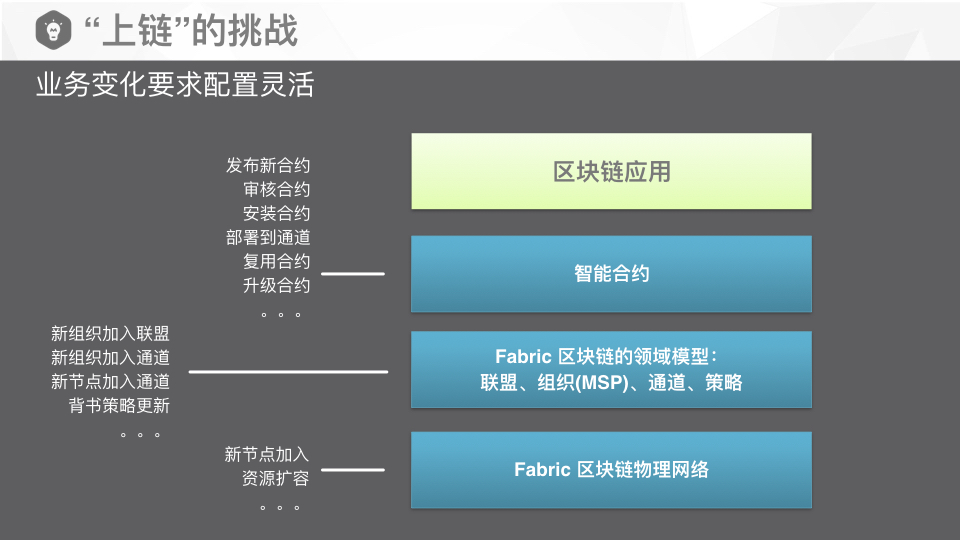 “上链”的挑战
业务变化要求配置灵活
发布新合约
审核合约
安装合约
部署到通道
复用合约
升级合约
。。。
区块链应用
智能合约
新组织加入联盟
新组织加入通道
新节点加入通道
背书策略更新
。。。
Fabric 区块链的领域模型：
联盟、组织(MSP)、通道、策略
新节点加入
资源扩容
。。。
Fabric 区块链物理网络